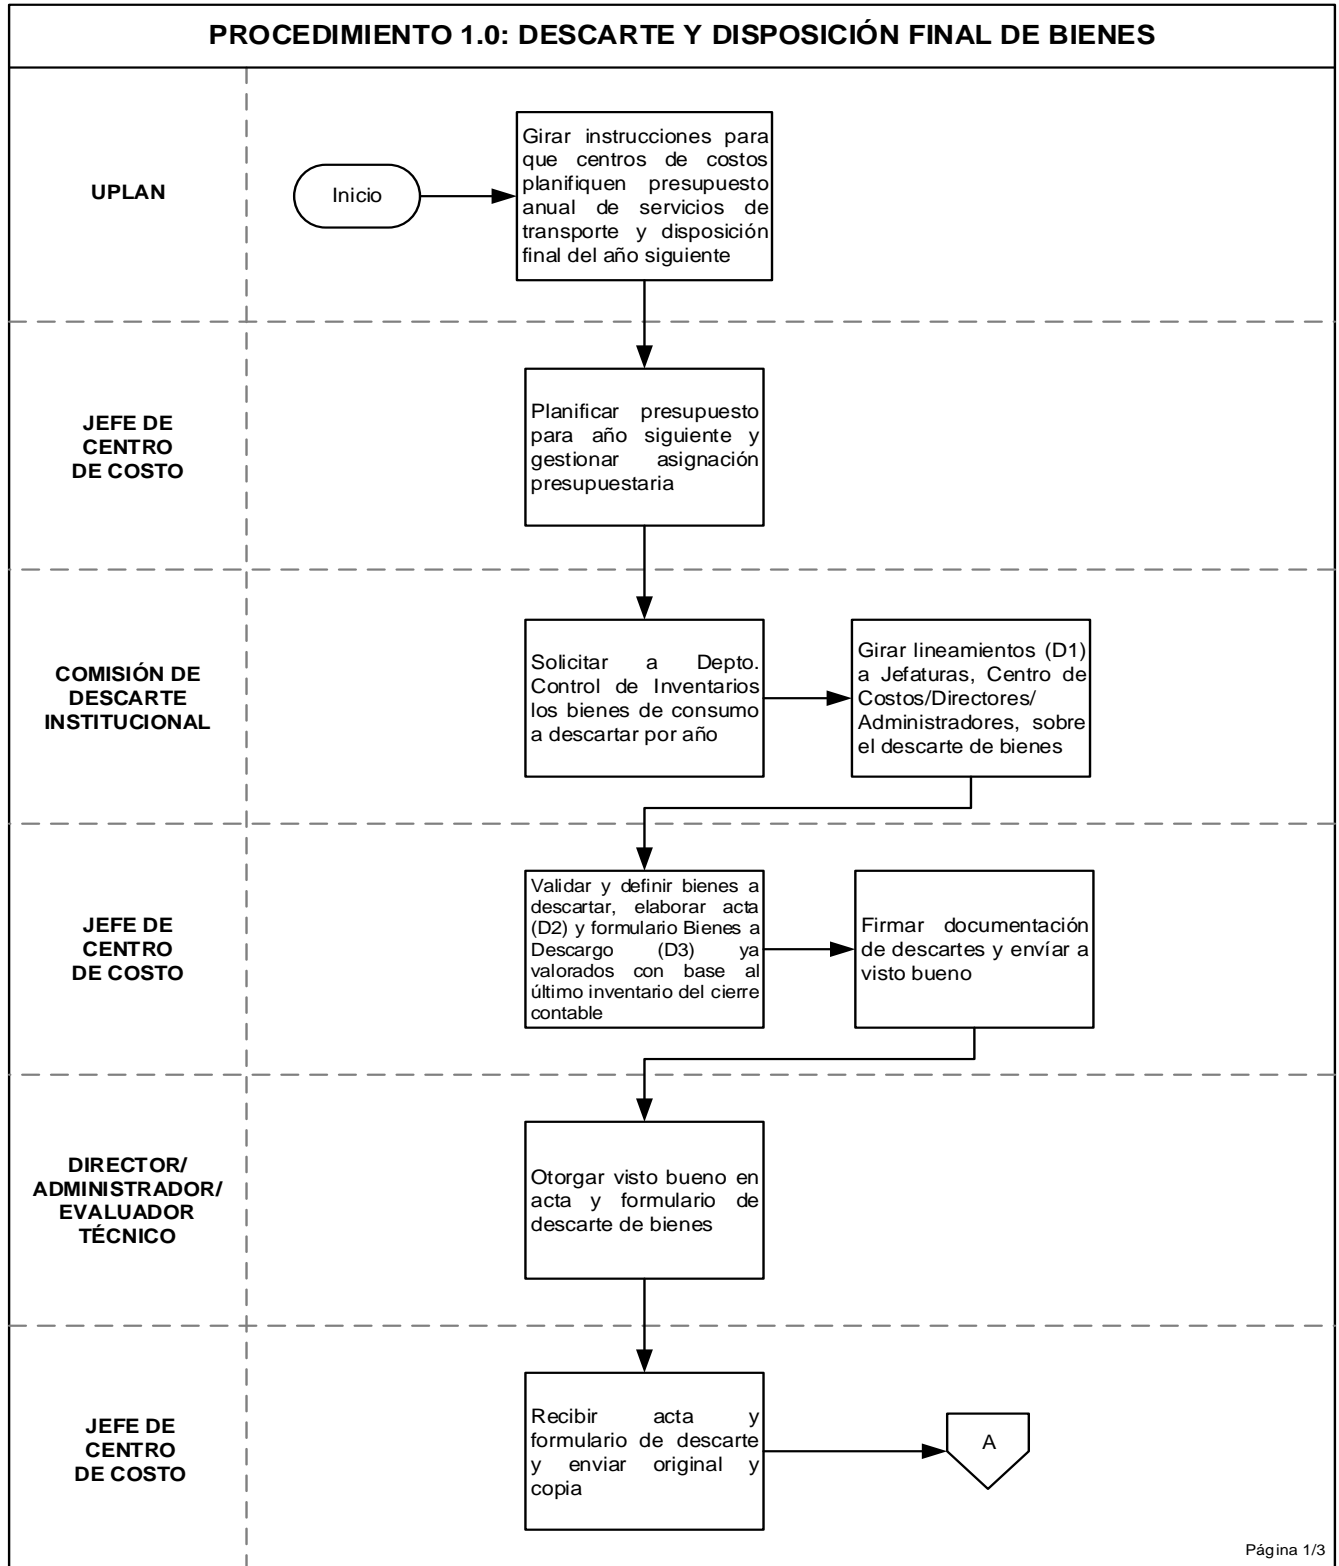 PROCEDIMIENTO 1.0: DESCARTE Y DISPOSICIÓN FINAL DE BIENES
UPLAN
Inicio
Girar instrucciones para
que centros de costos
planifiquen presupuesto
anual de servicios de
transporte y disposición
final del año siguiente
JEFE DE
CENTRO
DE COSTO
Planificar presupuesto
para año siguiente y
gestionar asignación
presupuestaria
COMISIÓN DE
DESCARTE
INSTITUCIONAL
Solicitar a Depto.
Control de Inventarios
los bienes de consumo
a descartar por año
Girar lineamientos (D1)
a Jefaturas, Centro de
Costos/Directores/
Administradores, sobre
el descarte de bienes
JEFE DE
CENTRO
DE COSTO
Validar y definir bienes a
descartar, elaborar acta
(D2) y formulario Bienes a
Descargo (D3) ya
valorados con base al
último inventario del cierre
contable
Firmar documentación
de descartes y envíar a
visto bueno
DIRECTOR/
ADMINISTRADOR/
EVALUADOR
TÉCNICO
Otorgar visto bueno en
acta y formulario de
descarte de bienes
JEFE DE
CENTRO
DE COSTO
Recibir acta y
formulario de descarte
y enviar original y
copia
A
Página 1/3